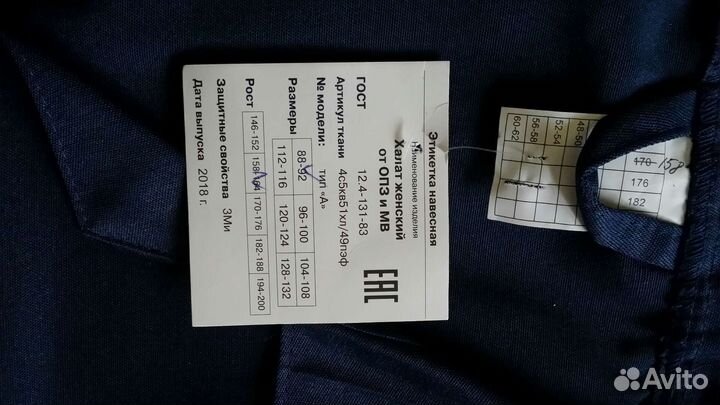 Этикетка навесная
наименование изделия
Халат женский
от ОПЗ и МВ
ГОСТ 12.4-131-83
Артикул ткани 4с5кв51хл/49пэф
№ модели: тип «А»
EAC
Размеры 88-92 96-100 104-108
112-116 120-124 128-132
Рост 146-152 158-164 170-176 182-188 194-200
Защитные свойства ЗМи
Дата выпуска 2018 г.
48-50
52-54
56-58
60-62
170 158
176
182
Avito